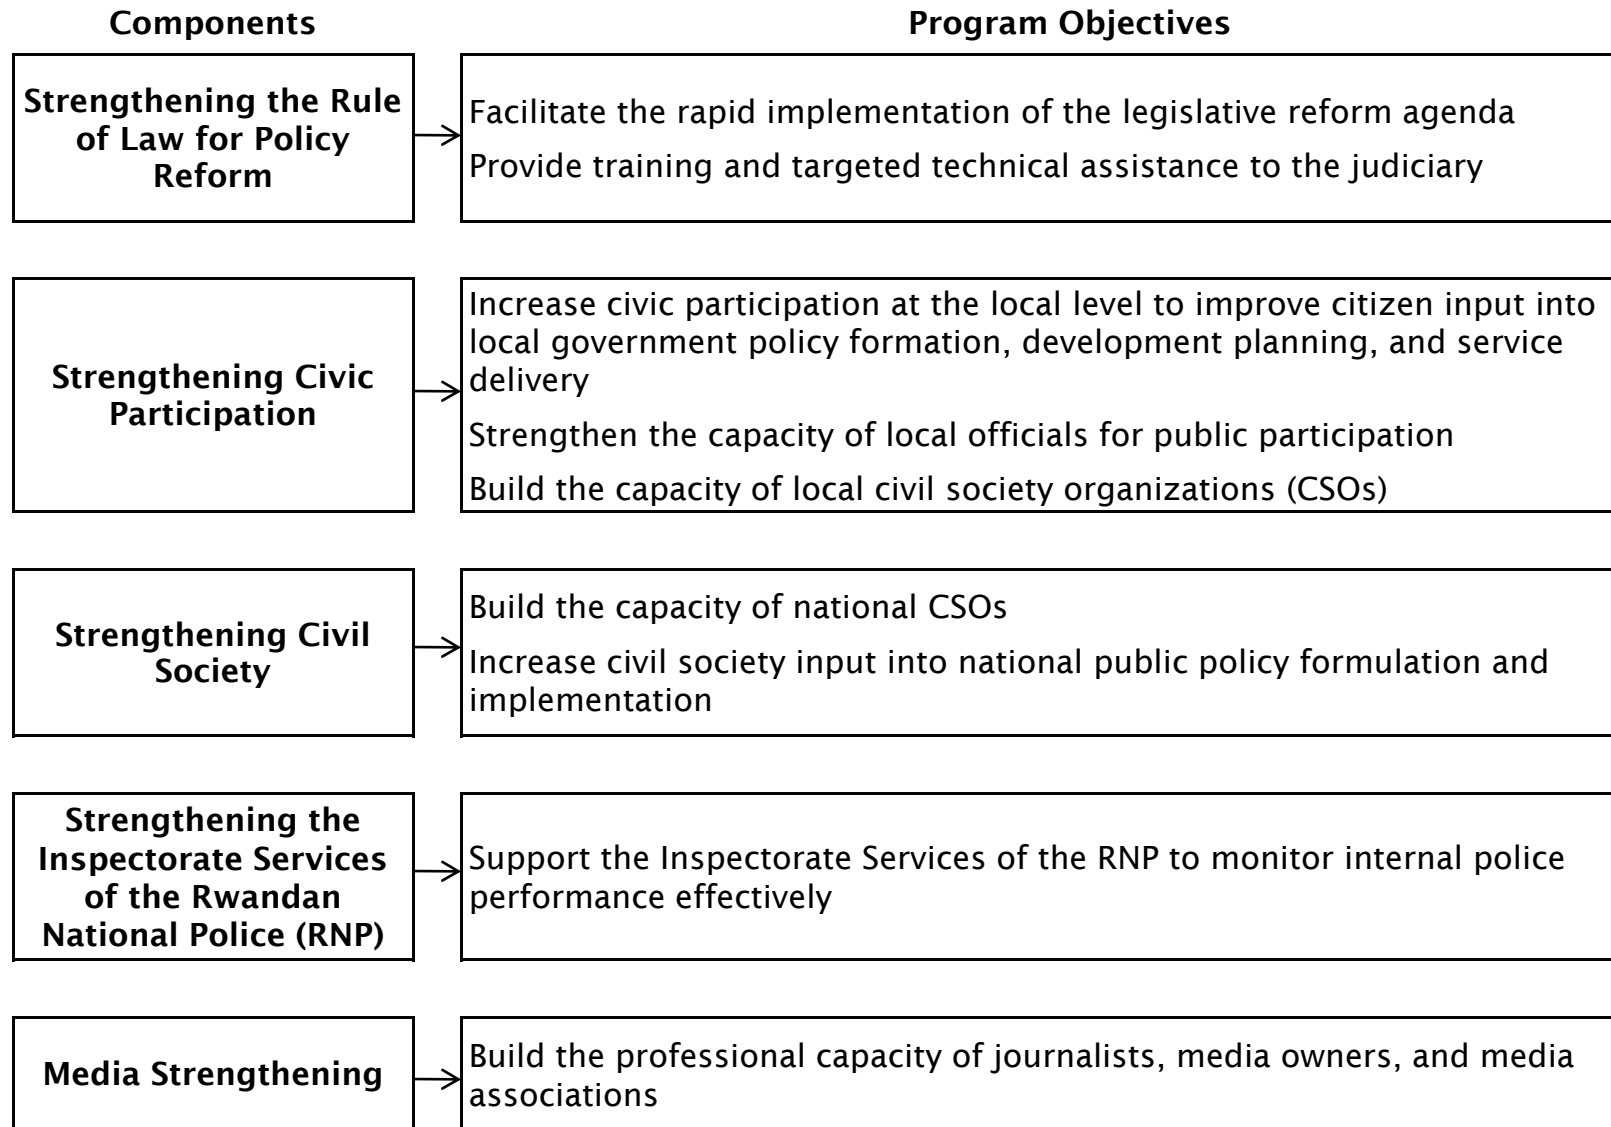 Components
Program Objectives
Strengthening the Rule
of Law for Policy
Reform
Facilitate the rapid implementation of the legislative reform agenda
Provide training and targeted technical assistance to the judiciary
Strengthening Civic
Participation
Increase civic participation at the local level to improve citizen input into
local government policy formation, development planning, and service
delivery
Strengthen the capacity of local officials for public participation
Build the capacity of local civil society organizations (CSOs)
Strengthening Civil
Society
Build the capacity of national CSOs
Increase civil society input into national public policy formulation and
implementation
Strengthening the
Inspectorate Services
of the Rwandan
National Police (RNP)
Support the Inspectorate Services of the RNP to monitor internal police
performance effectively
Media Strengthening
Build the professional capacity of journalists, media owners, and media
associations